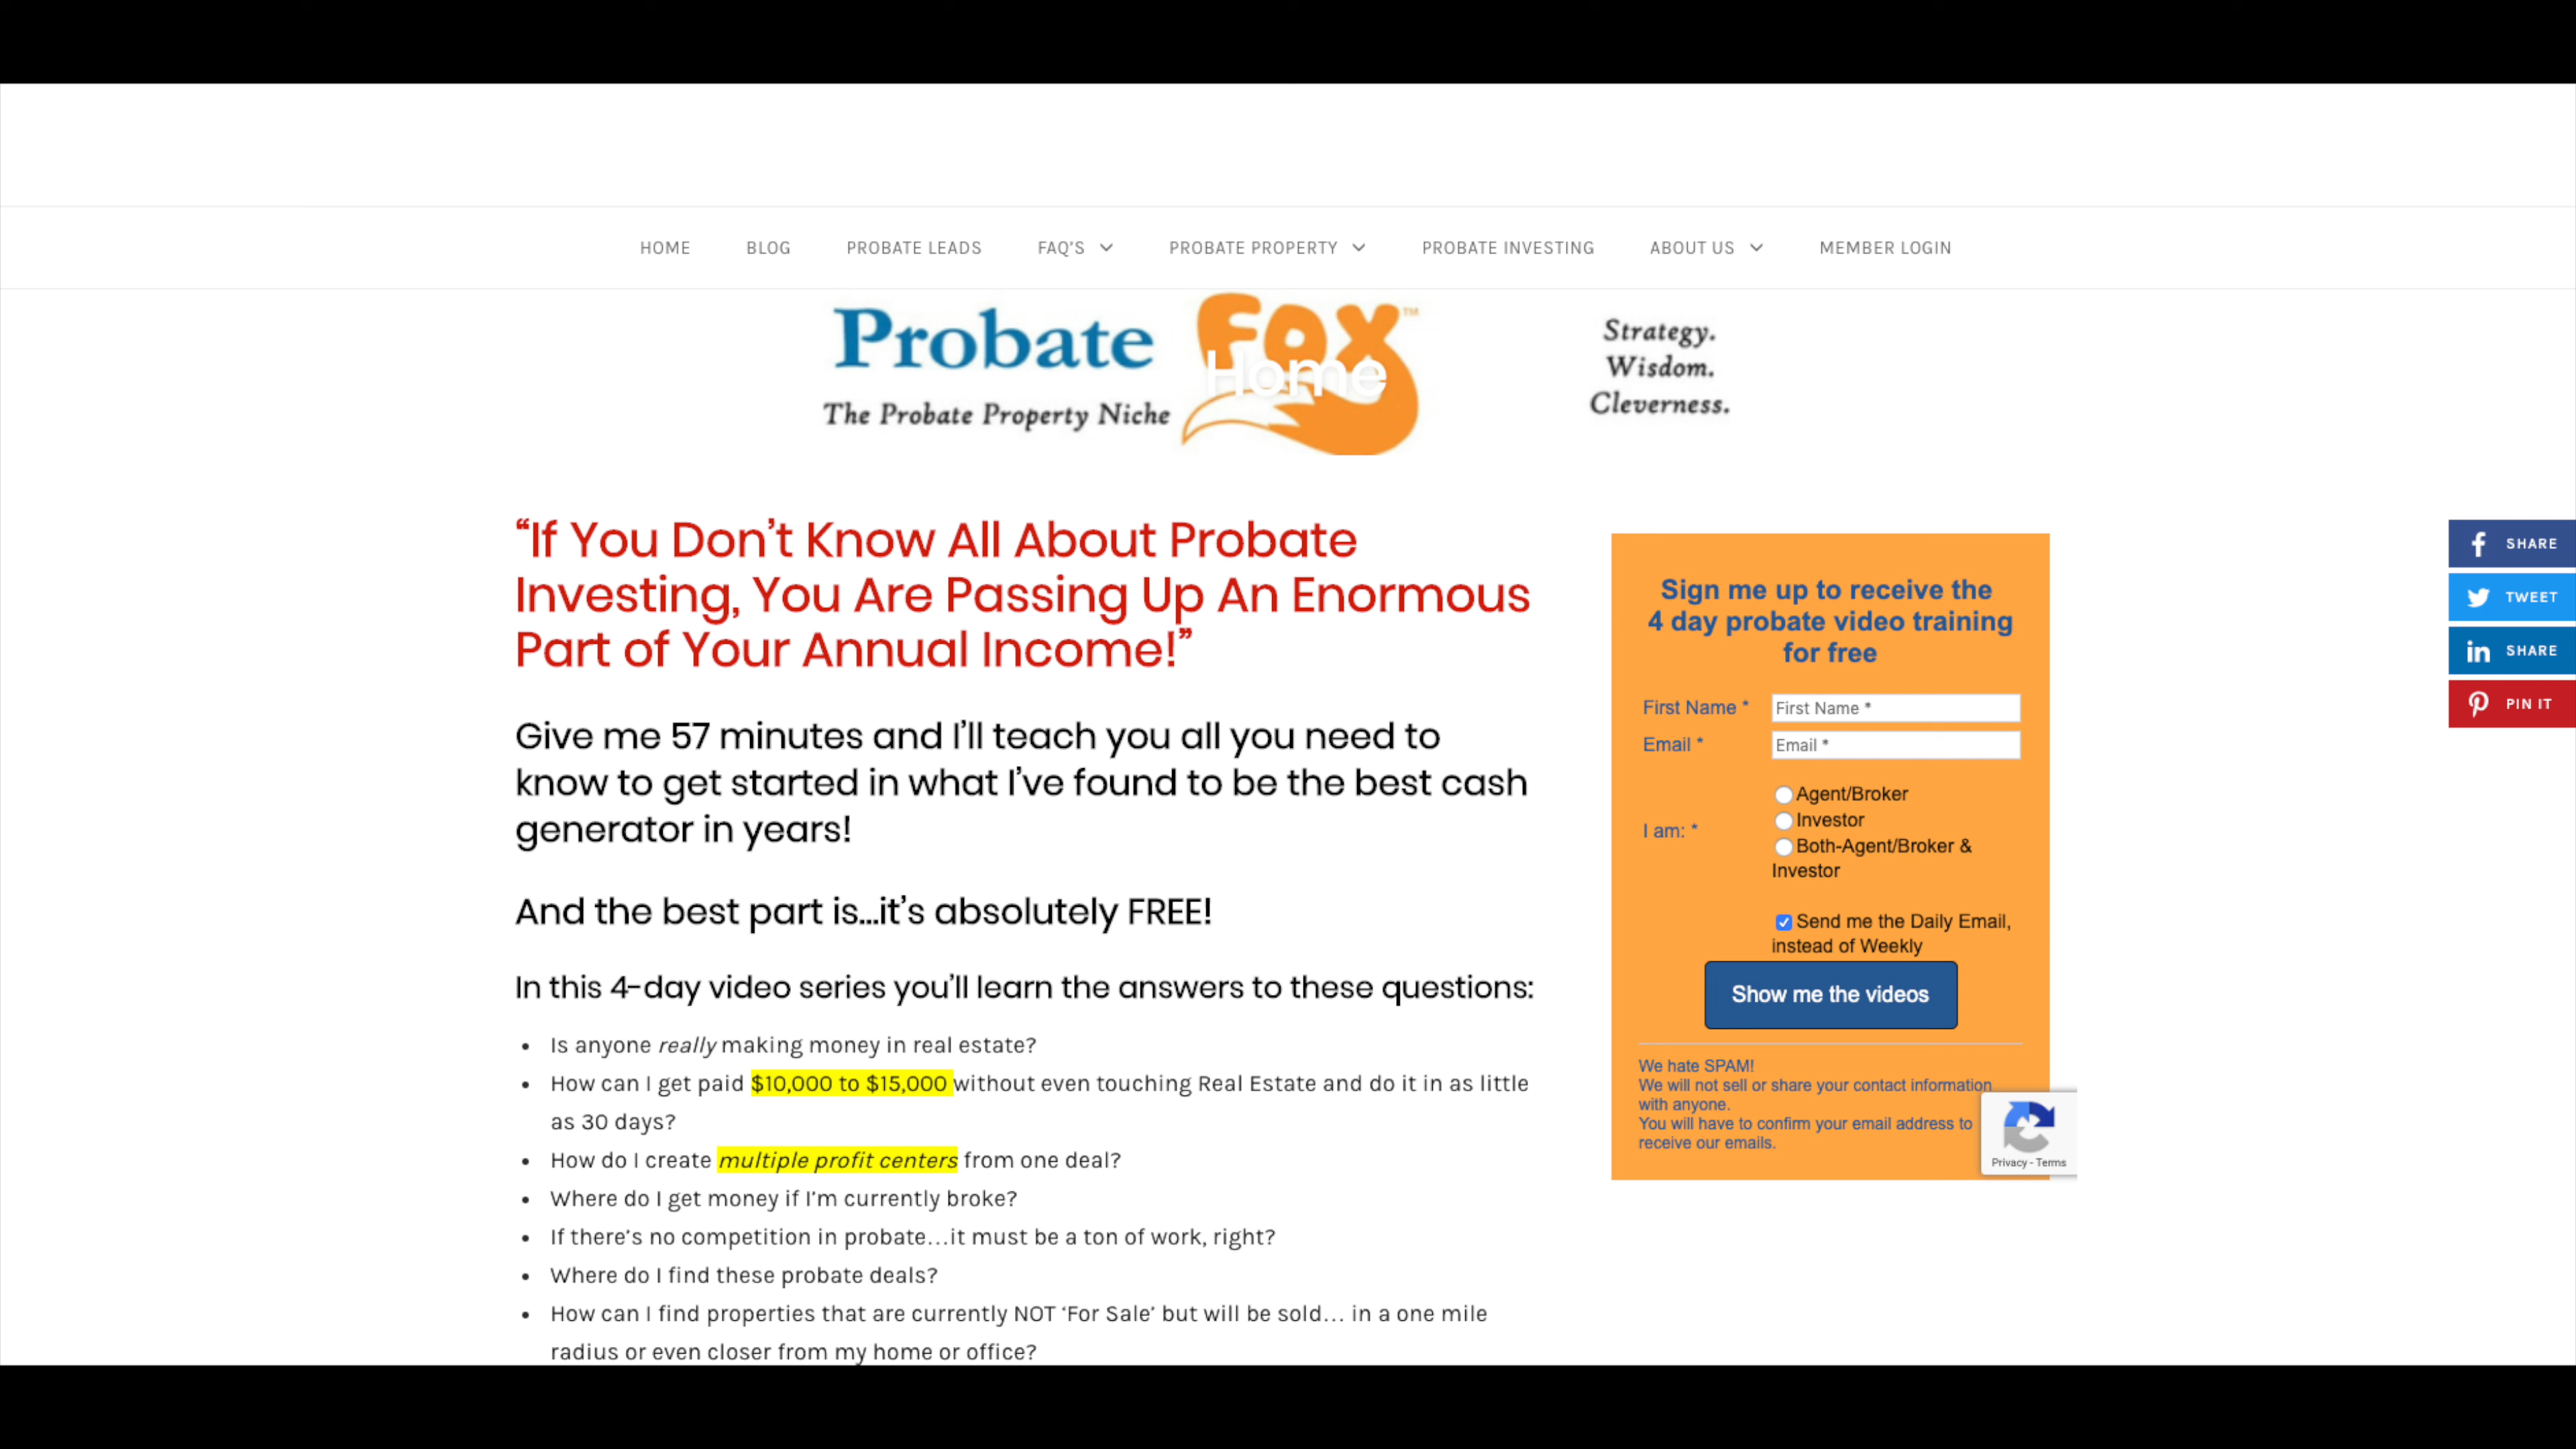 HOME BLOG PROBATE LEADS FAQ'S PROBATE PROPERTY PROBATE INVESTING ABOUT US MEMBER LOGIN
Probate FOX™
Home
The Probate Property Niche
Strategy.
Wisdom.
Cleverness.
“If You Don’t Know All About Probate
Investing, You Are Passing Up An Enormous
Part of Your Annual Income!”
Give me 57 minutes and I’ll teach you all you need to
know to get started in what I’ve found to be the best cash
generator in years!
And the best part is…it’s absolutely FREE!
In this 4-day video series you’ll learn the answers to these questions:
• Is anyone really making money in real estate?
• How can I get paid $10,000 to $15,000 without even touching Real Estate and do it in as little
as 30 days?
• How do I create multiple profit centers from one deal?
• Where do I get money if I’m currently broke?
• If there’s no competition in probate…it must be a ton of work, right?
• Where do I find these probate deals?
• How can I find properties that are currently NOT ‘For Sale’ but will be sold… in a one mile
radius or even closer from my home or office?
Sign me up to receive the
4 day probate video training
for free
First Name * First Name *
Email * Email *
I am: *
Agent/Broker
Investor
Both-Agent/Broker &
Investor
Send me the Daily Email,
instead of Weekly
Show me the videos
We hate SPAM!
We will not sell or share your contact information
with anyone.
You will have to confirm your email address to
receive our emails.
Privacy - Terms
SHARE
TWEET
SHARE
PIN IT